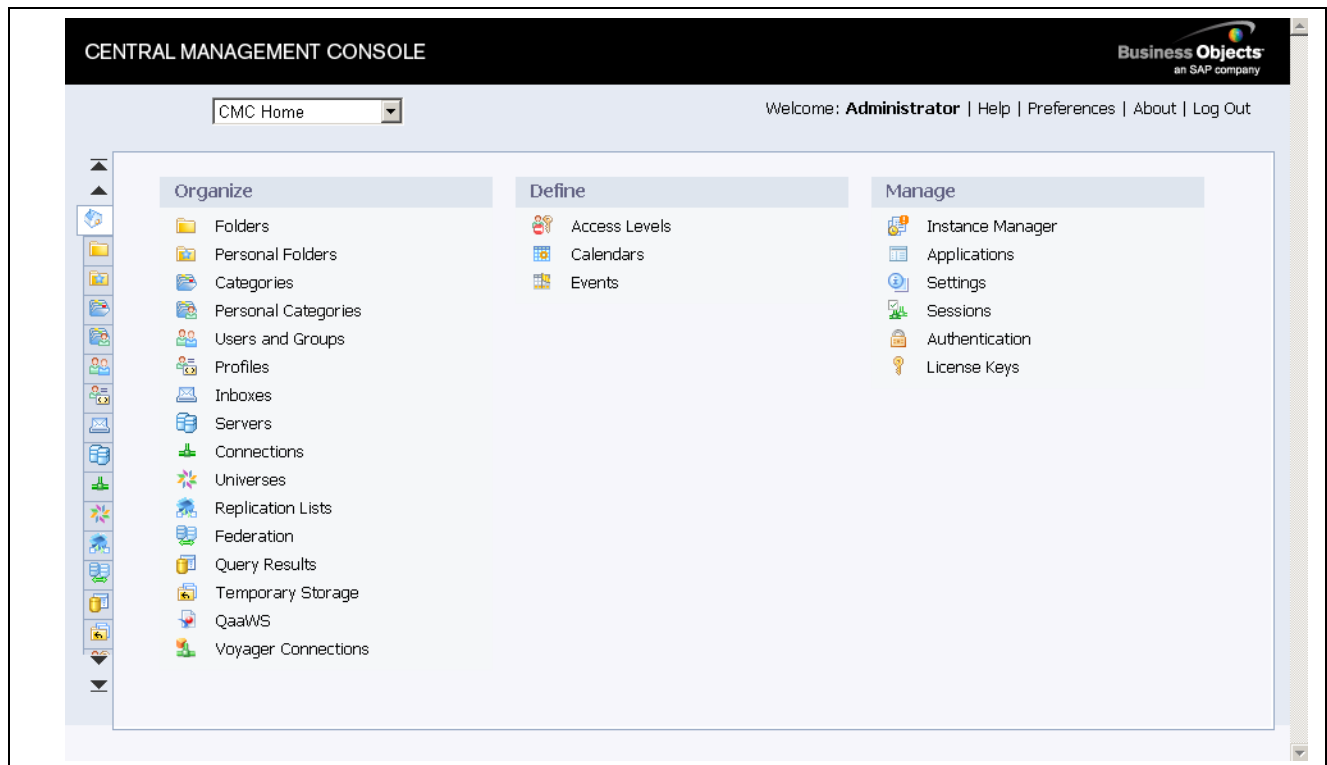 CENTRAL MANAGEMENT CONSOLE
Business Objects
an SAP company
CMC Home
Welcome: Administrator | Help | Preferences | About | Log Out
Organize
Folders
Personal Folders
Categories
Personal Categories
Users and Groups
Profiles
Inboxes
Servers
Connections
Universes
Replication Lists
Federation
Query Results
Temporary Storage
QaaWS
Voyager Connections
Define
Access Levels
Calendars
Events
Manage
Instance Manager
Applications
Settings
Sessions
Authentication
License Keys